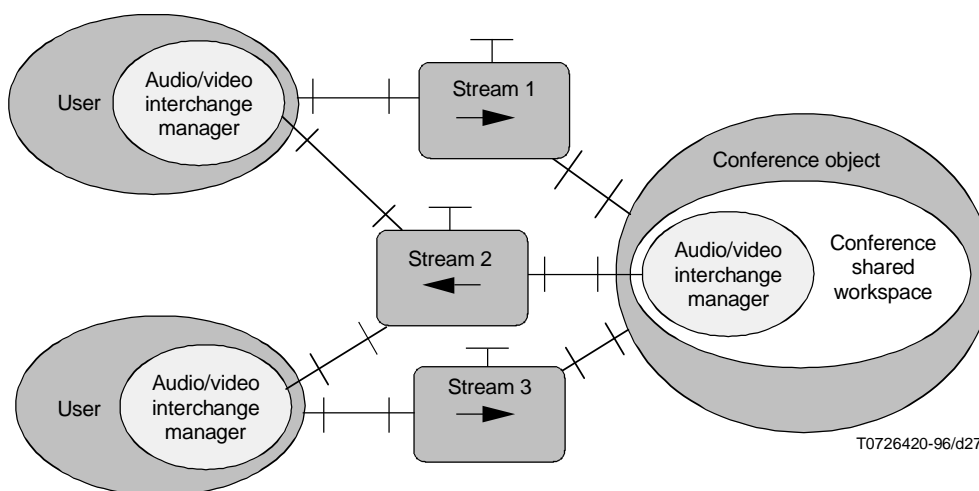 User
Audio/video
interchange
manager
Stream 1
Stream 2
Conference object
Audio/video
interchange
manager
Conference
shared
workspace
User
Audio/video
interchange
manager
Stream 3
T0726420-96/d27